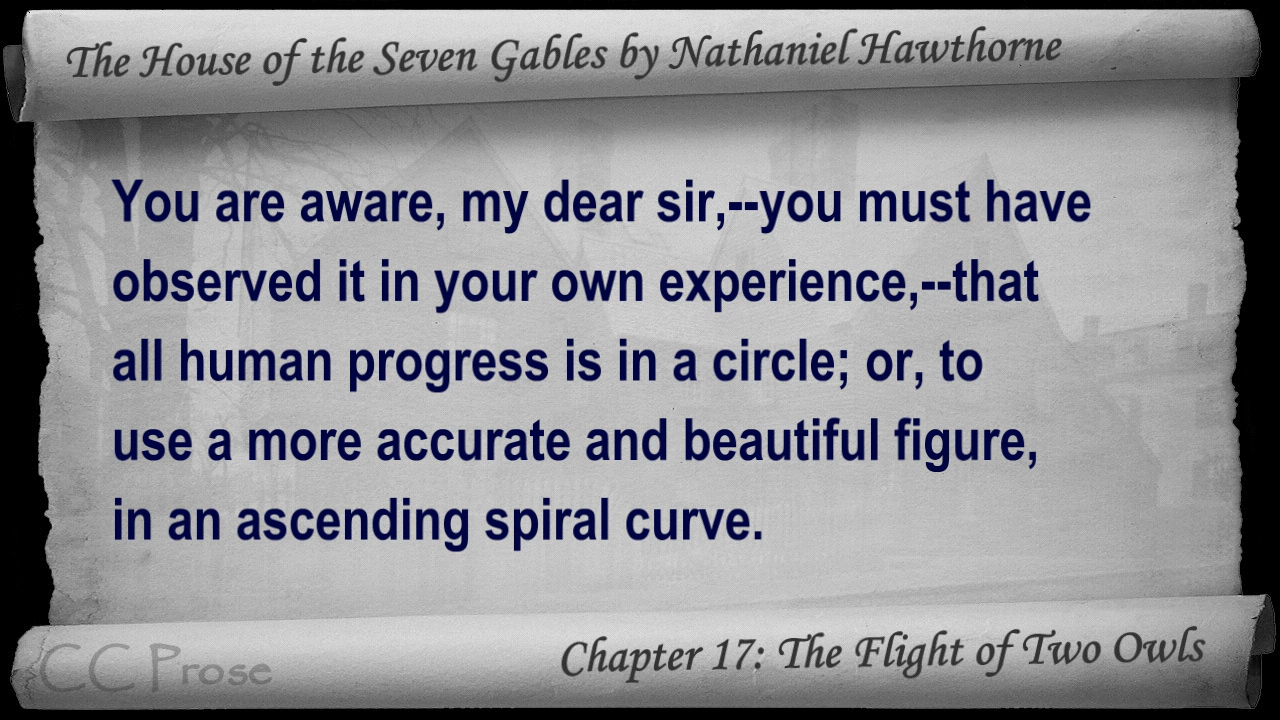 The House of the Seven Gables by Nathaniel Hawthorne
You are aware, my dear sir,--you must have
observed it in your own experience,--that
all human progress is in a circle; or, to
use a more accurate and beautiful figure,
in an ascending spiral curve.
CC Prose
Chapter 17: The Flight of Two Owls